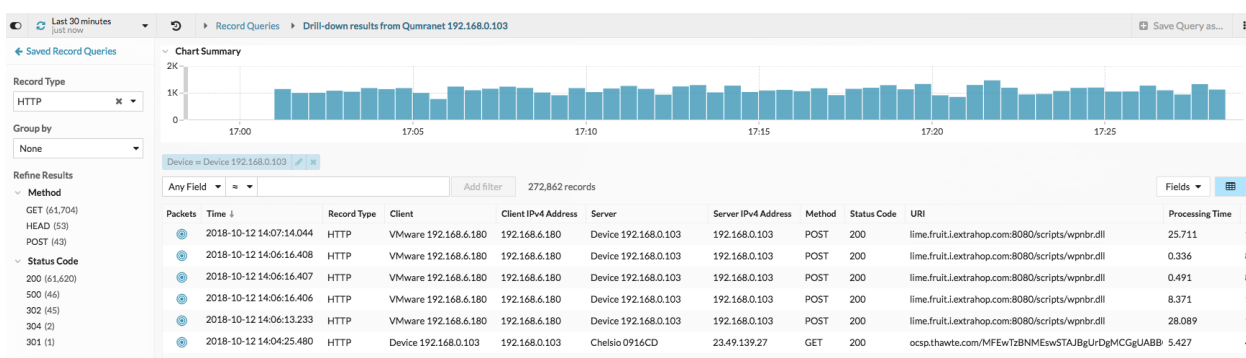 Last 30 minutes
just now
Record Queries
Drill-down results from Qumranet 192.168.0.103
Save Query as...
Saved Record Queries
Chart Summary
Record Type
HTTP
Group by
None
Refine Results
Method
GET (61,704)
HEAD (53)
POST (43)
Status Code
200 (61,620)
500 (46)
302 (45)
304 (2)
301 (1)
2K
1K
0
17:00 17:05 17:10 17:15 17:20 17:25
Device = Device 192.168.0.103
Any Field ≈ Add filter 272,862 records Fields
Packets Time ↓ Record Type Client Client IPv4 Address Server Server IPv4 Address Method Status Code URI Processing Time
2018-10-12 14:07:14.044 HTTP VMware 192.168.6.180 192.168.6.180 Device 192.168.0.103 192.168.0.103 POST 200 lime.fruit.i.extrahop.com:8080/scripts/wpnbr.dll 25.711
2018-10-12 14:06:16.408 HTTP VMware 192.168.6.180 192.168.6.180 Device 192.168.0.103 192.168.0.103 POST 200 lime.fruit.i.extrahop.com:8080/scripts/wpnbr.dll 0.336
2018-10-12 14:06:16.407 HTTP VMware 192.168.6.180 192.168.6.180 Device 192.168.0.103 192.168.0.103 POST 200 lime.fruit.i.extrahop.com:8080/scripts/wpnbr.dll 0.491
2018-10-12 14:06:16.406 HTTP VMware 192.168.6.180 192.168.6.180 Device 192.168.0.103 192.168.0.103 POST 200 lime.fruit.i.extrahop.com:8080/scripts/wpnbr.dll 8.371
2018-10-12 14:06:13.233 HTTP VMware 192.168.6.180 192.168.6.180 Device 192.168.0.103 192.168.0.103 POST 200 lime.fruit.i.extrahop.com:8080/scripts/wpnbr.dll 28.089
2018-10-12 14:04:25.480 HTTP Device 192.168.0.103 192.168.0.103 Chelsio 0916CD 23.49.139.27 GET 200 ocsp.thawte.com/MFEwTzBNMEswSTAJBgUrDgMCGgUABB 5.427